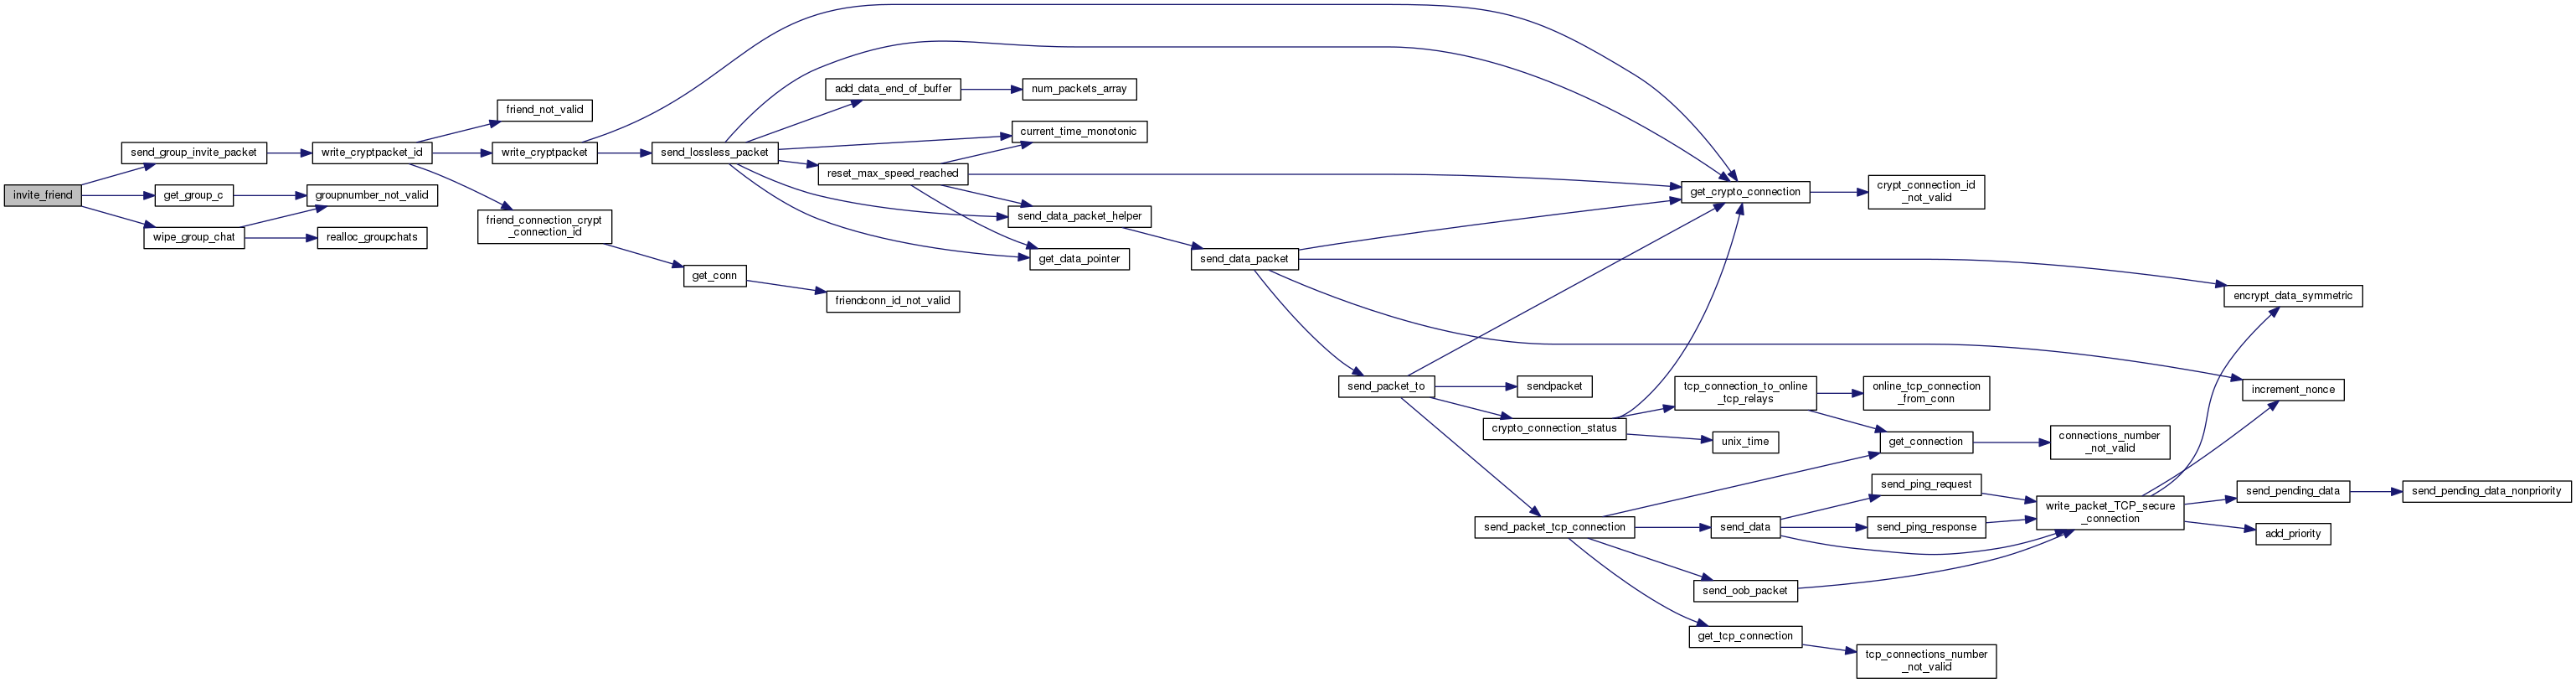 invite_friend
send_group_invite_packet
get_group_c
wipe_group_chat
write_cryptpacket_id
groupnumber_not_valid
realloc_groupchats
friend_not_valid
write_cryptpacket
friend_connection_crypt
_connection_id
get_conn
send_lossless_packet
friendconn_id_not_valid
add_data_end_of_buffer
reset_max_speed_reached
num_packets_array
current_time_monotonic
send_data_packet_helper
get_data_pointer
send_data_packet
send_packet_to
sendpacket
crypto_connection_status
send_packet_tcp_connection
get_crypto_connection
tcp_connection_to_online
_tcp_relays
unix_time
send_data
send_oob_packet
get_tcp_connection
crypt_connection_id
_not_valid
online_tcp_connection
_from_conn
get_connection
send_ping_request
send_ping_response
tcp_connections_number
_not_valid
connections_number
_not_valid
write_packet_TCP_secure
_connection
encrypt_data_symmetric
increment_nonce
send_pending_data
add_priority
send_pending_data_nonpriority